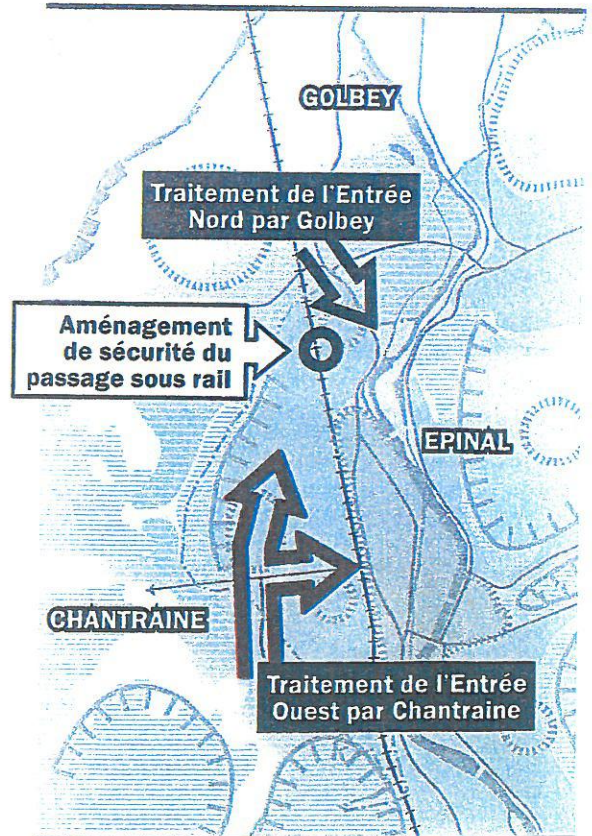 GOLBEY
Traitement de l'Entrée
Nord par Golbey
Aménagement
de sécurité du
passage sous rail
EPINAL
CHANTRAINE
Traitement de l'Entrée
Ouest par Chantraine